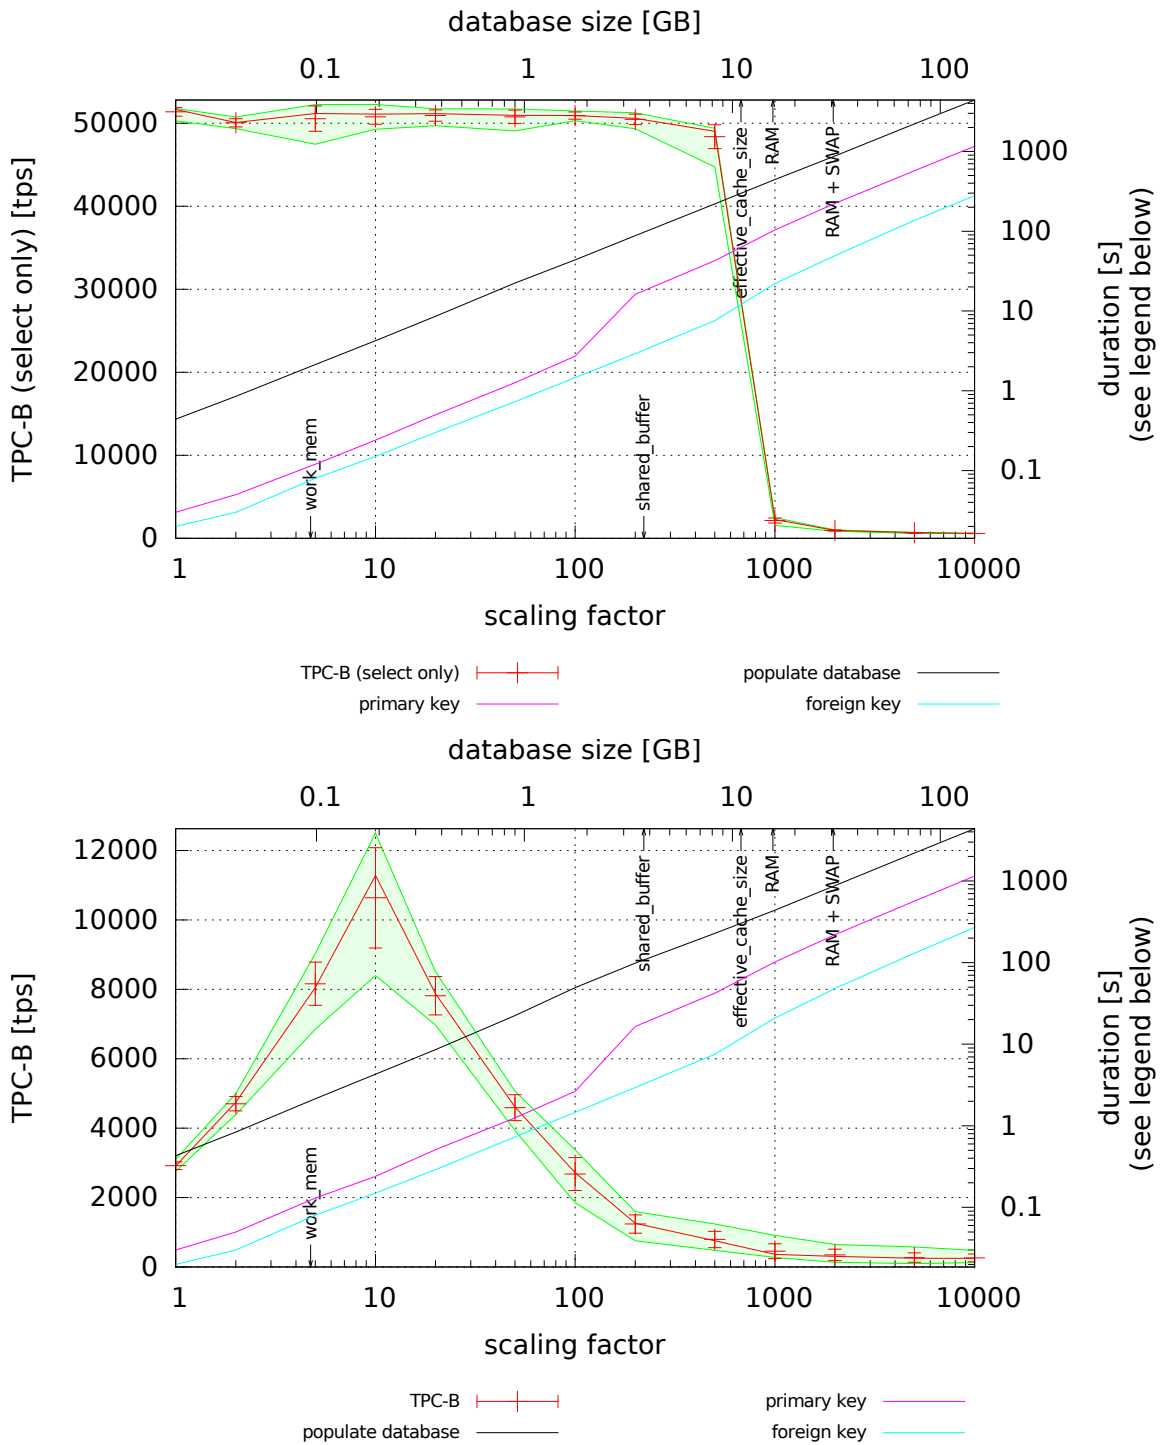 database size [GB]
0.1 1 10 100
50000
40000
30000
20000
10000
0
TPC-B (select only) [tps]
work_mem
shared_buffer
effective_cache_size
RAM
RAM + SWAP
1000
100
10
1
0.1
duration [s]
(see legend below)
1 10 100 1000 10000
scaling factor
TPC-B (select only)
populate database
primary key
foreign key
database size [GB]
0.1 1 10 100
12000
10000
8000
6000
4000
2000
0
TPC-B [tps]
work_mem
shared_buffer
effective_cache_size
RAM
RAM + SWAP
1000
100
10
1
0.1
duration [s]
(see legend below)
1 10 100 1000 10000
scaling factor
TPC-B
primary key
populate database
foreign key